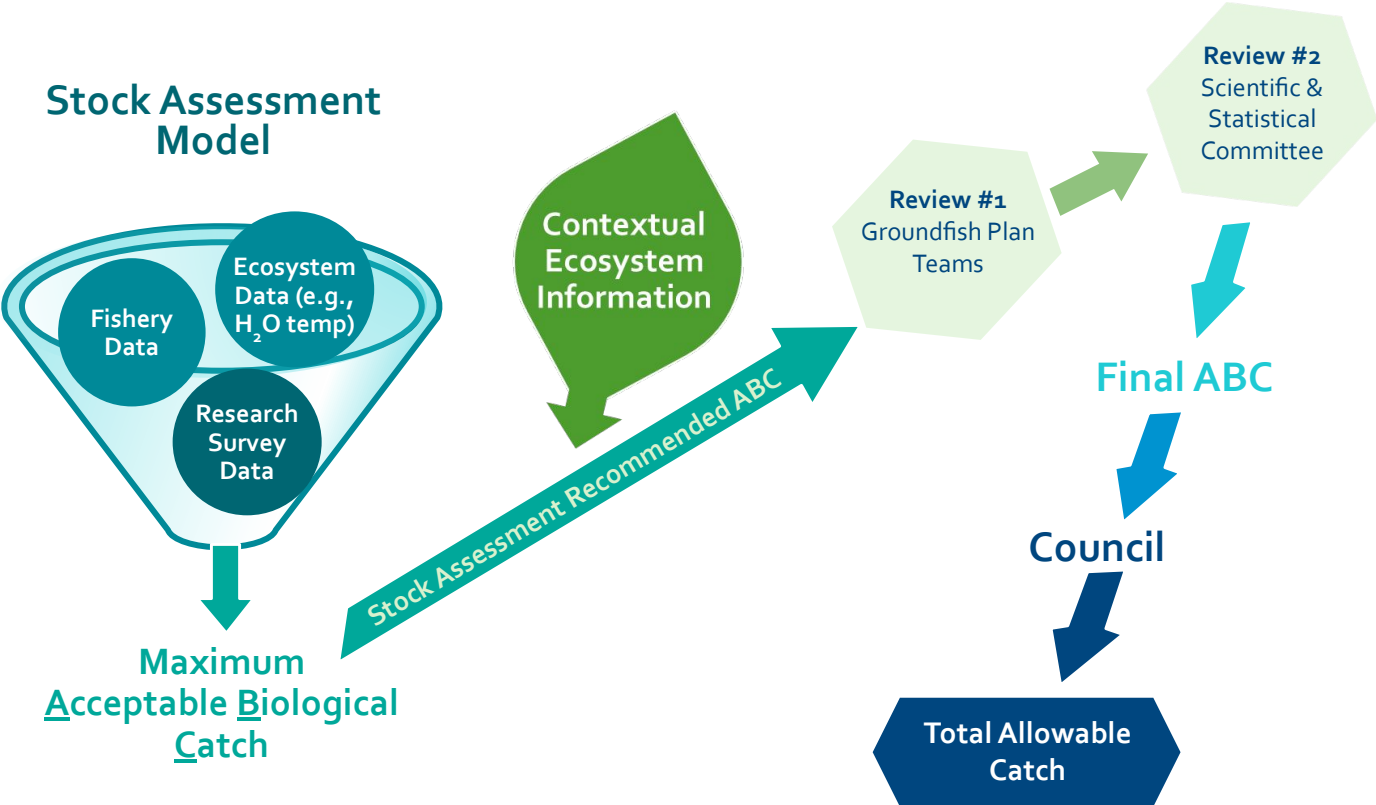 Stock Assessment
Model
Fishery
Data
Ecosystem
Data (e.g.,
H₂O temp)
Research
Survey
Data
Maximum
Acceptable Biological
Catch
Contextual
Ecosystem
Information
Stock Assessment Recommended ABC
Review #1
Groundfish Plan
Teams
Review #2
Scientific &
Statistical
Committee
Final ABC
Council
Total Allowable
Catch